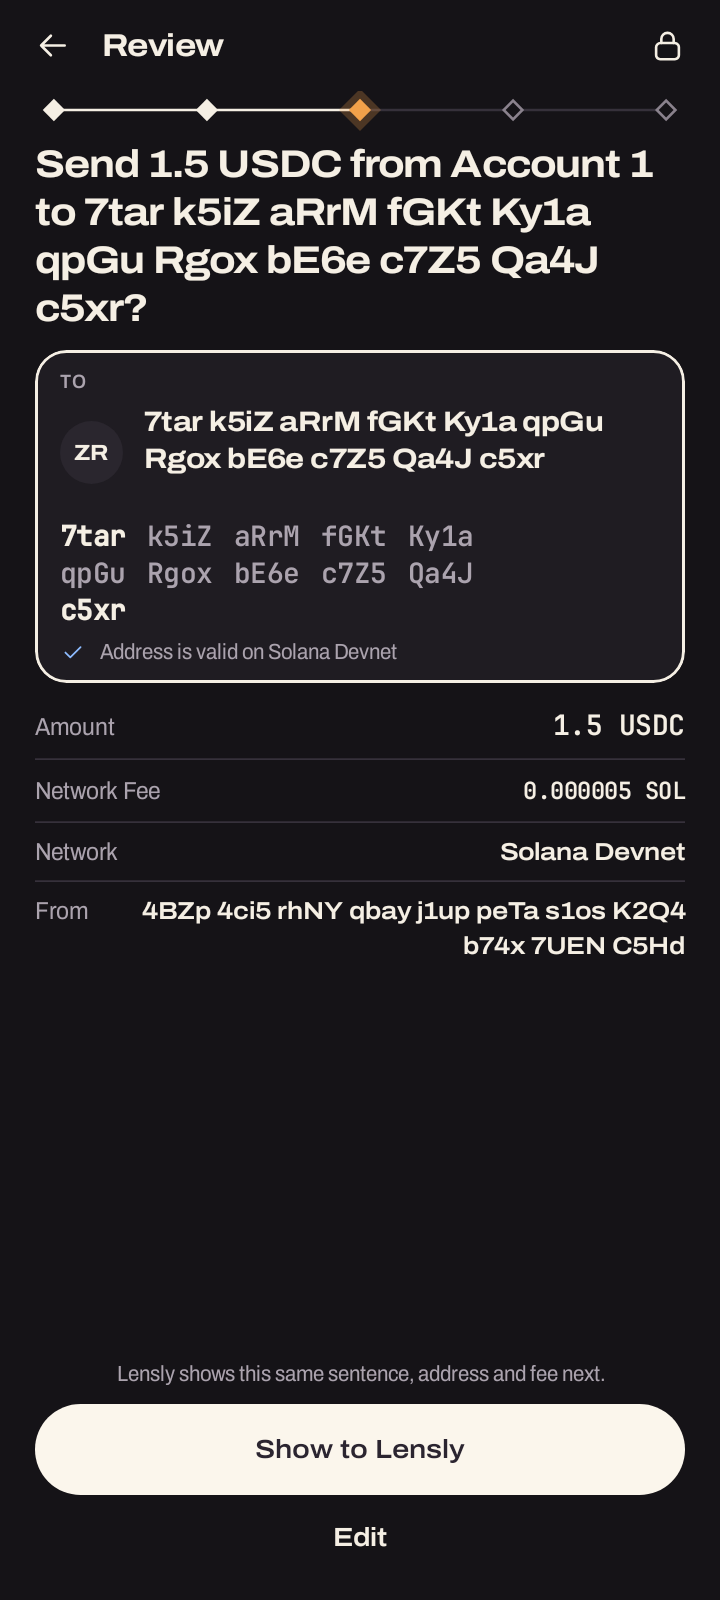 Review
Send 1.5 USDC from Account 1
to 7tar k5iZ aRrM fGKt Ky1a
qpGu Rgox bE6e c7Z5 Qa4J
c5xr?
TO
ZR
7tar k5iZ aRrM fGKt Ky1a qpGu
Rgox bE6e c7Z5 Qa4J c5xr
7tar k5iZ aRrM fGKt Ky1a
qpGu Rgox bE6e c7Z5 Qa4J
c5xr
Address is valid on Solana Devnet
Amount 1.5 USDC
Network Fee 0.000005 SOL
Network Solana Devnet
From 4BZp 4ci5 rhNY qbay j1up peTa s1os K2Q4
b74x 7UEN C5Hd
Lensly shows this same sentence, address and fee next.
Show to Lensly
Edit